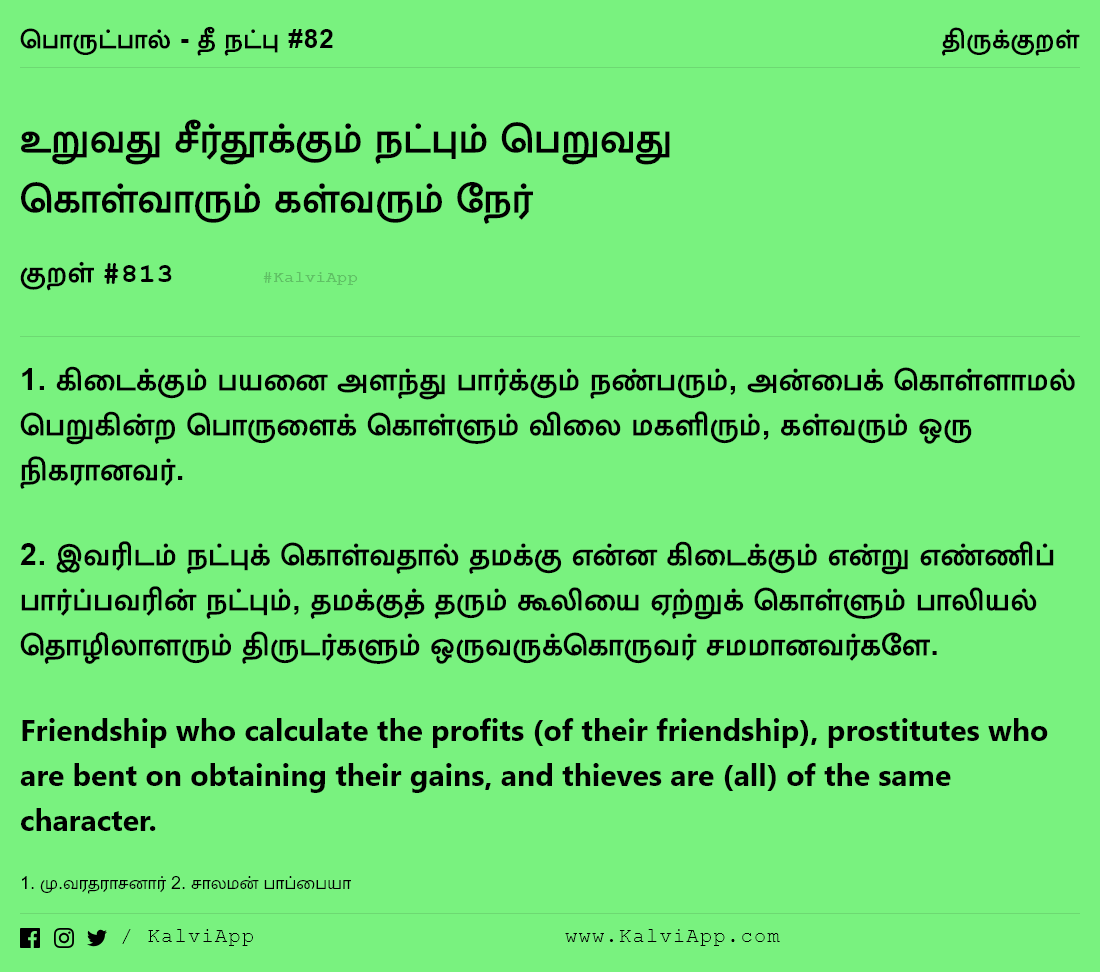 பொருட்பால் - தீ நட்பு #82
திருக்குறள்
உறுவது சீர்தூக்கும் நட்பும் பெறுவது
கொள்வாரும் கள்வரும் நேர்
குறள் #813
#KalviApp
1. கிடைக்கும் பயனை அளந்து பார்க்கும் நண்பரும், அன்பைக் கொள்ளாமல்
பெறுகின்ற பொருளைக் கொள்ளும் விலை மகளிரும், கள்வரும் ஒரு
நிகரானவர்.
2. இவரிடம் நட்புக் கொள்வதால் தமக்கு என்ன கிடைக்கும் என்று எண்ணிப்
பார்ப்பவரின் நட்பும், தமக்குத் தரும் கூலியை ஏற்றுக் கொள்ளும் பாலியல்
தொழிலாளரும் திருடர்களும் ஒருவருக்கொருவர் சமமானவர்களே.
Friendship who calculate the profits (of their friendship), prostitutes who
are bent on obtaining their gains, and thieves are (all) of the same
character.
1. மு.வரதராசனார் 2. சாலமன் பாப்பையா
/ KalviApp
www.KalviApp.com